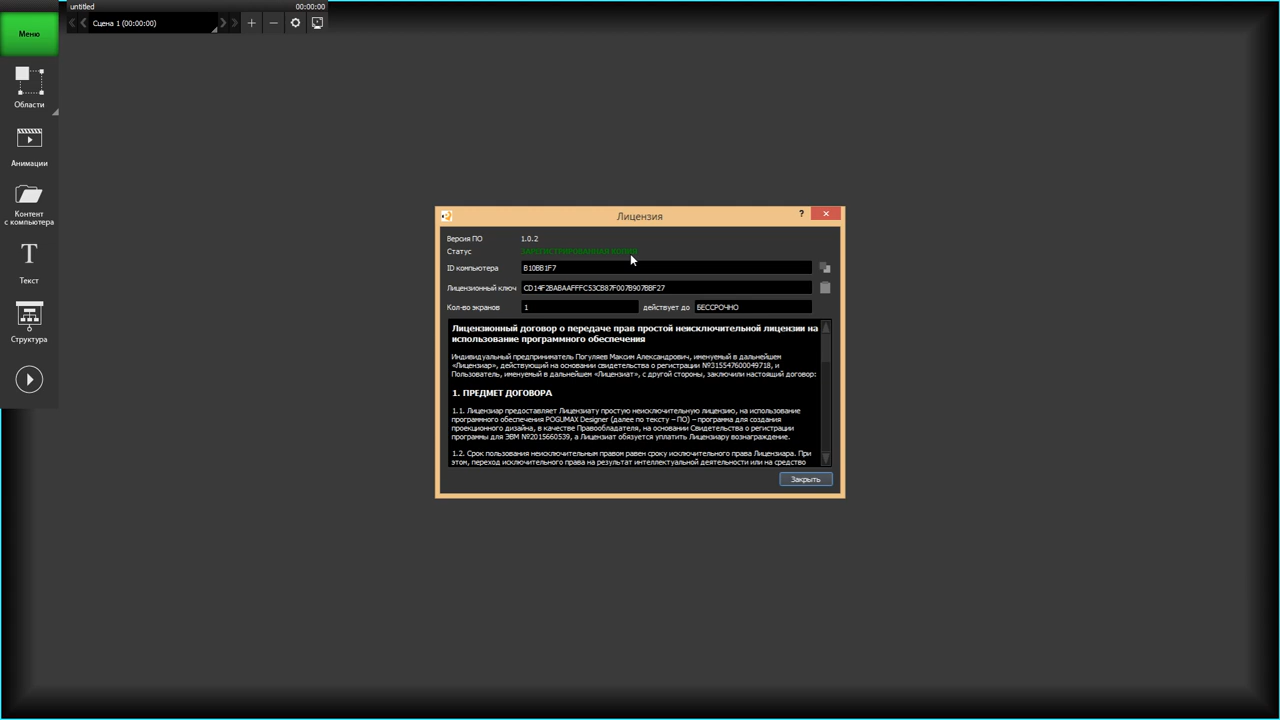 untitled
00:00:00
Меню
Сцена 1 (00:00:00)
Области
Анимации
Контент
с компьютера
T
Текст
Структура
Лицензия
?
Версия ПО 1.0.2
Статус ЗАРЕГИСТРИРОВАННАЯ КОПИЯ
ID компьютера B10BB1F7
Лицензионный ключ CD14F2BABAAFFFC53CB87F007B907BBF27
Кол-во экранов 1 действует до БЕССРОЧНО
Лицензионный договор о передаче прав простой неисключительной лицензии на
использование программного обеспечения
Индивидуальный предприниматель Погуляев Максим Александрович, именуемый в дальнейшем
«Лицензиар», действующий на основании свидетельства о регистрации №315547600049718, и
Пользователь, именуемый в дальнейшем «Лицензиат», с другой стороны, заключили настоящий договор:
1. ПРЕДМЕТ ДОГОВОРА
1.1. Лицензиар предоставляет Лицензиату простую неисключительную лицензию, на использование
программного обеспечения POGUMAX Designer (далее по тексту – ПО) – программа для создания
проекционного дизайна, в качестве Правообладателя, на основании Свидетельства о регистрации
программы для ЭВМ №2015660539, а Лицензиат обязуется уплатить Лицензиару вознаграждение.
1.2. Срок пользования неисключительным правом равен сроку исключительного права Лицензиара. При
этом, переход исключительного права на результат интеллектуальной деятельности или на средство
Закрыть